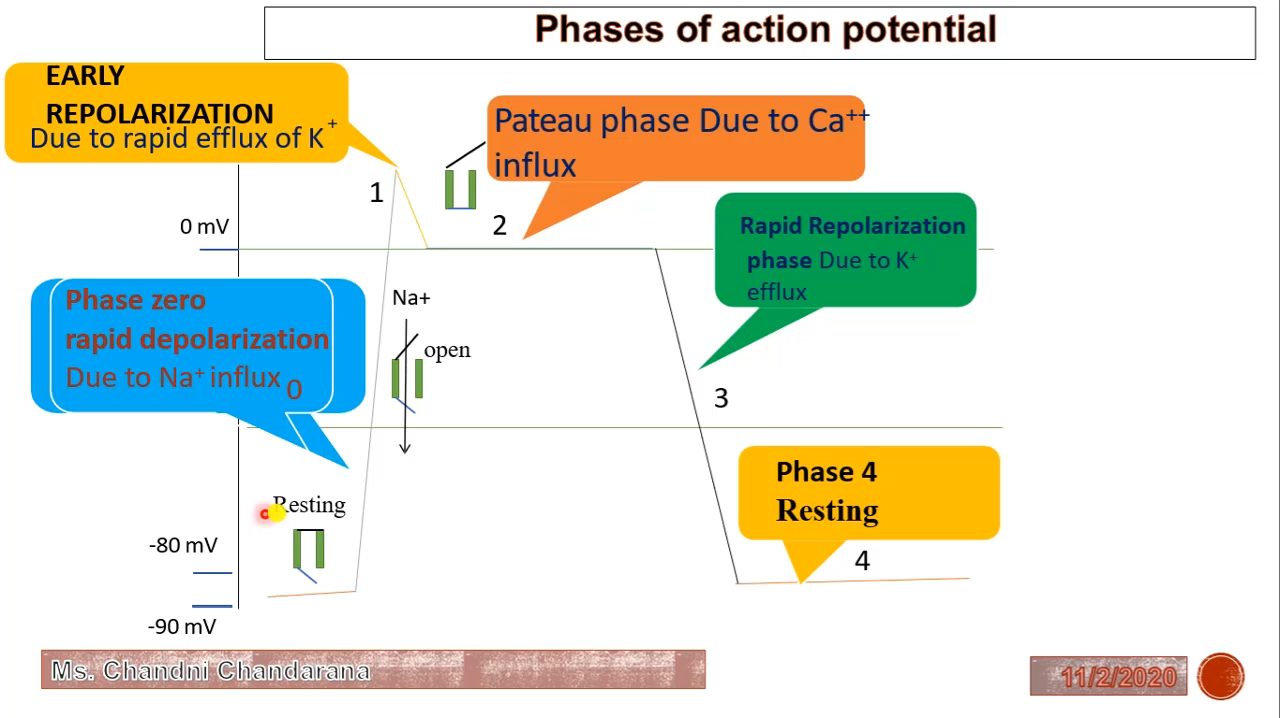 Phases of action potential
EARLY
REPOLARIZATION
Due to rapid efflux of K+
Pateau phase Due to Ca++
influx
1
2
0 mV
Rapid Repolarization
phase Due to K+
efflux
Phase zero
rapid depolarization
Due to Na+ influx
0
Na+
open
3
Phase 4
Resting
Resting
-80 mV
4
-90 mV
Ms. Chandni Chandarana
11/2/2020